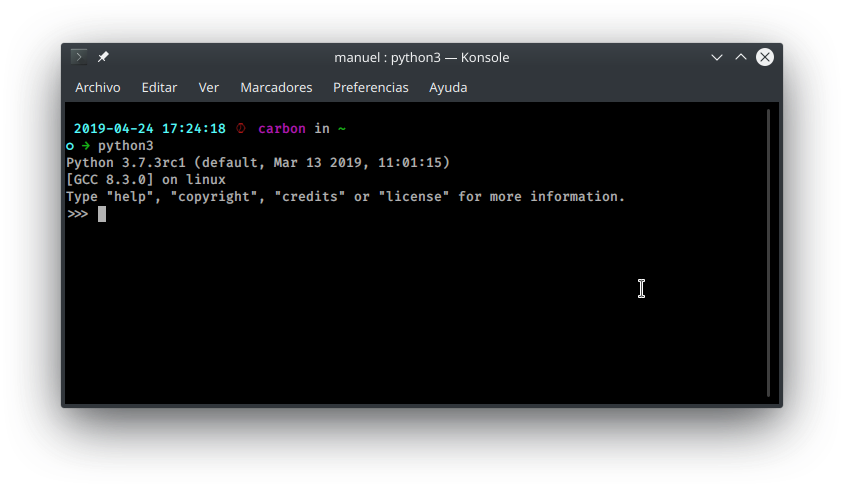 manuel : python3 — Konsole
Archivo Editar Ver Marcadores Preferencias Ayuda
2019-04-24 17:24:18 carbon in ~
o → python3
Python 3.7.3rc1 (default, Mar 13 2019, 11:01:15)
[GCC 8.3.0] on linux
Type "help", "copyright", "credits" or "license" for more information.
>>>